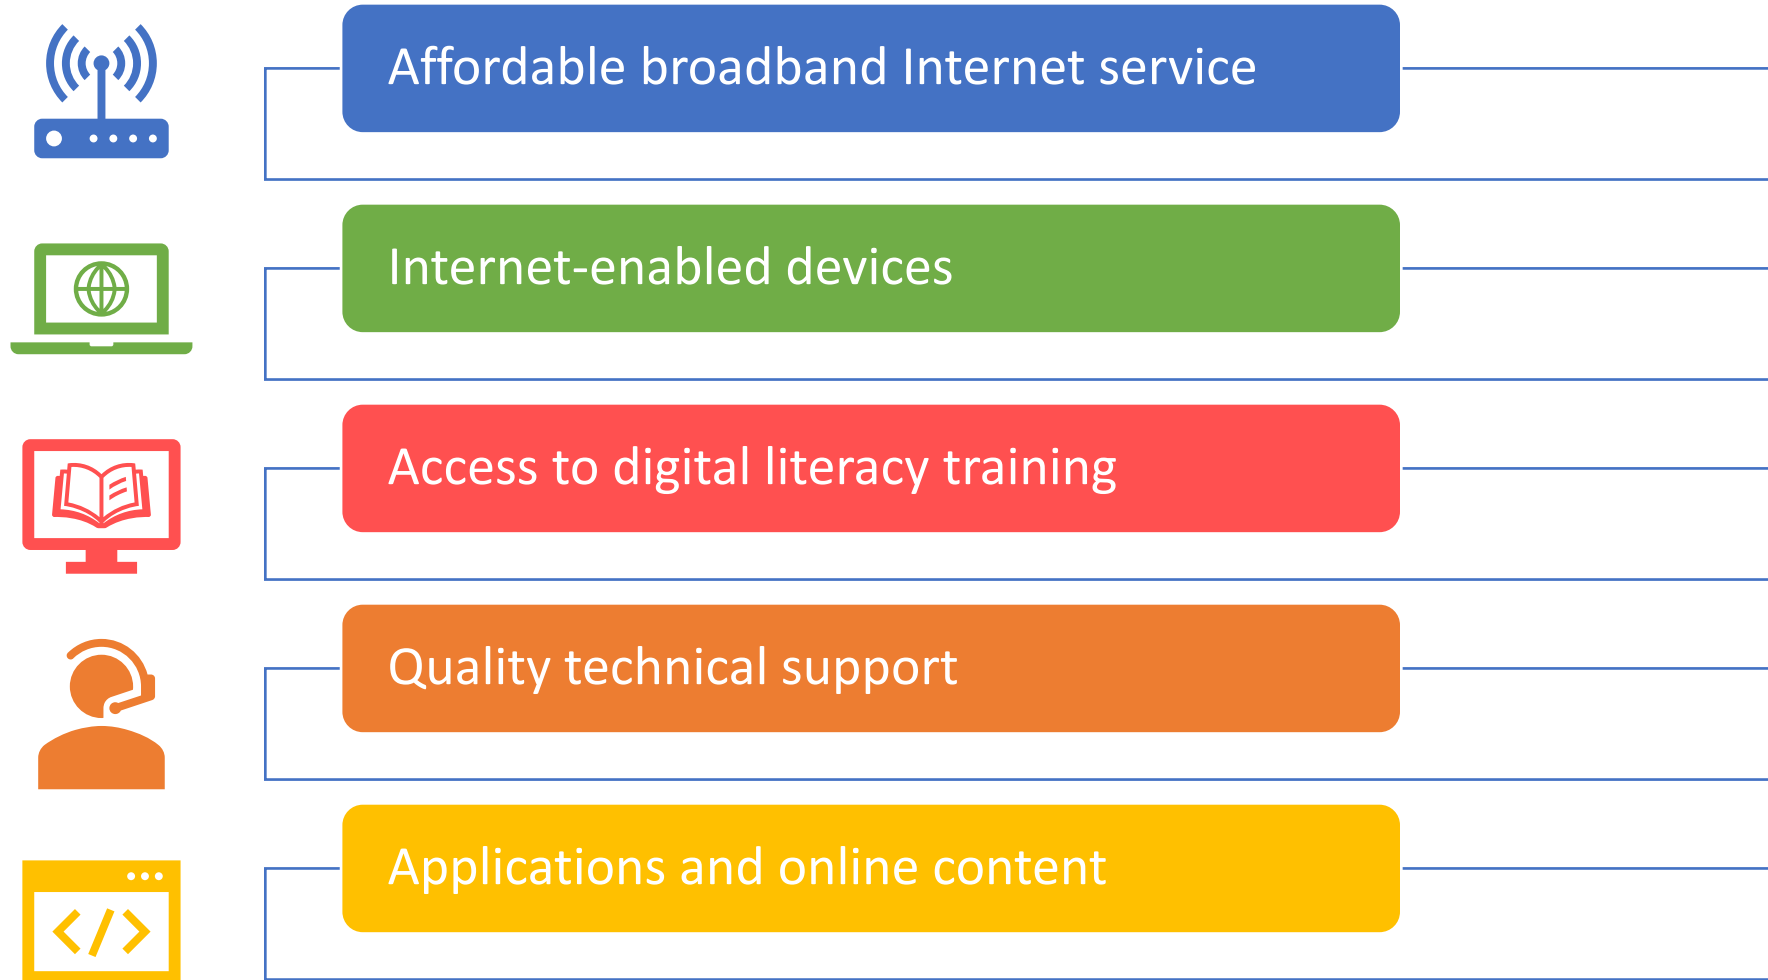 Affordable broadband Internet service
Internet-enabled devices
Access to digital literacy training
Quality technical support
Applications and online content